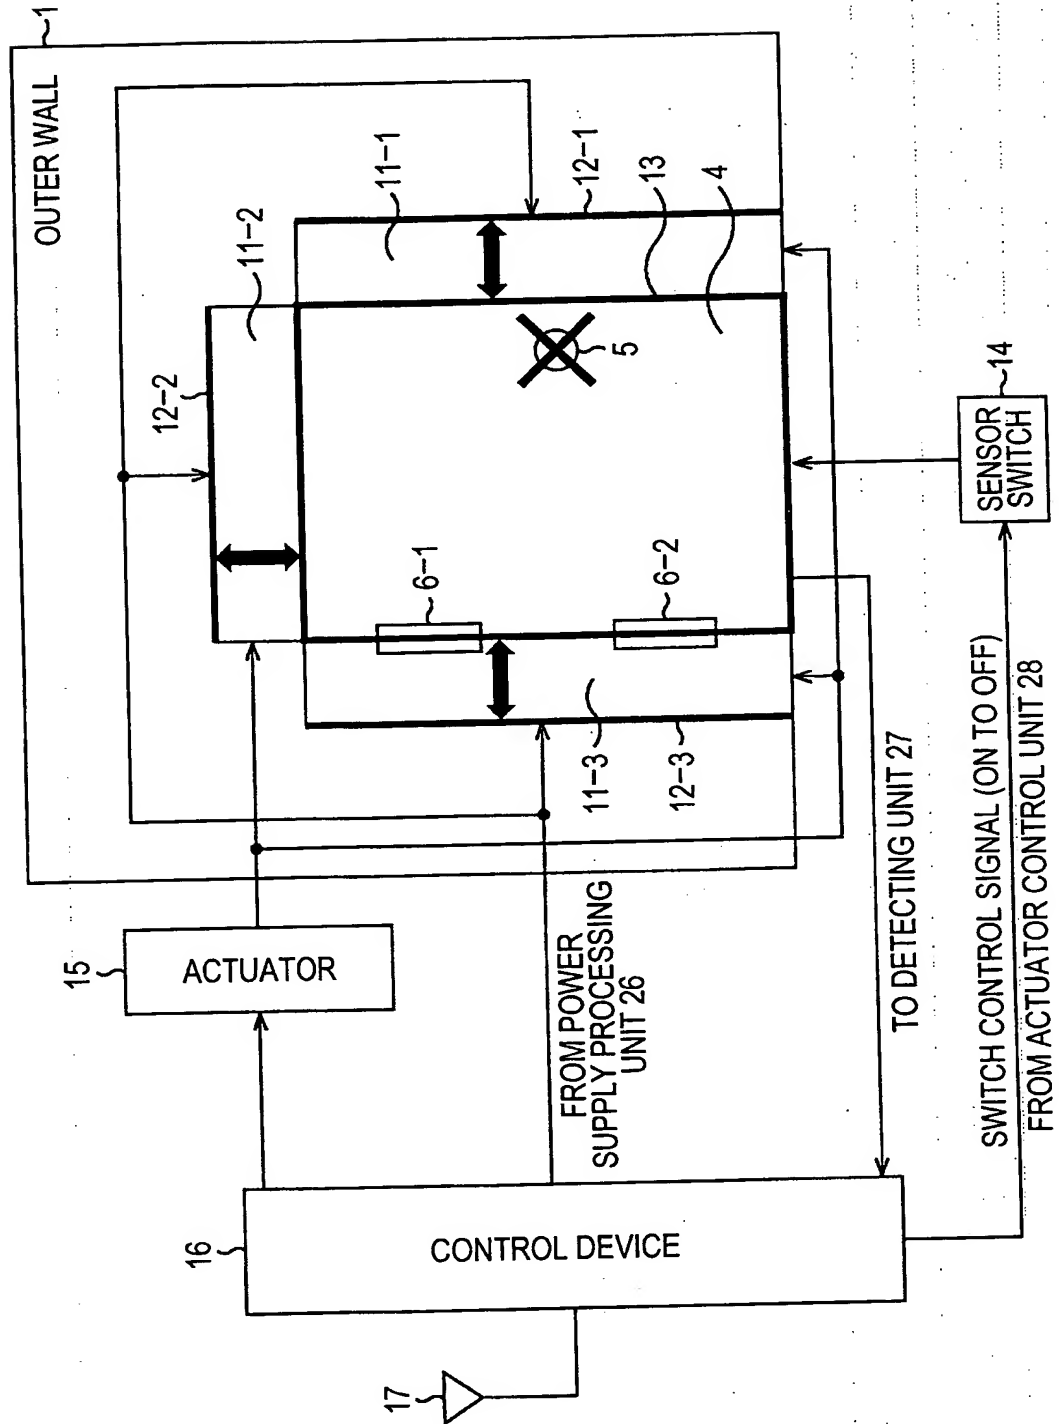 OUTER WALL
1
11-2
11-1
12-2
12-1
13
4
5
6-1
6-2
11-3
12-3
14
SENSOR
SWITCH
15
ACTUATOR
FROM POWER
SUPPLY PROCESSING
UNIT 26
TO DETECTING UNIT 27
SWITCH CONTROL SIGNAL (ON TO OFF)
FROM ACTUATOR CONTROL UNIT 28
16
CONTROL DEVICE
17